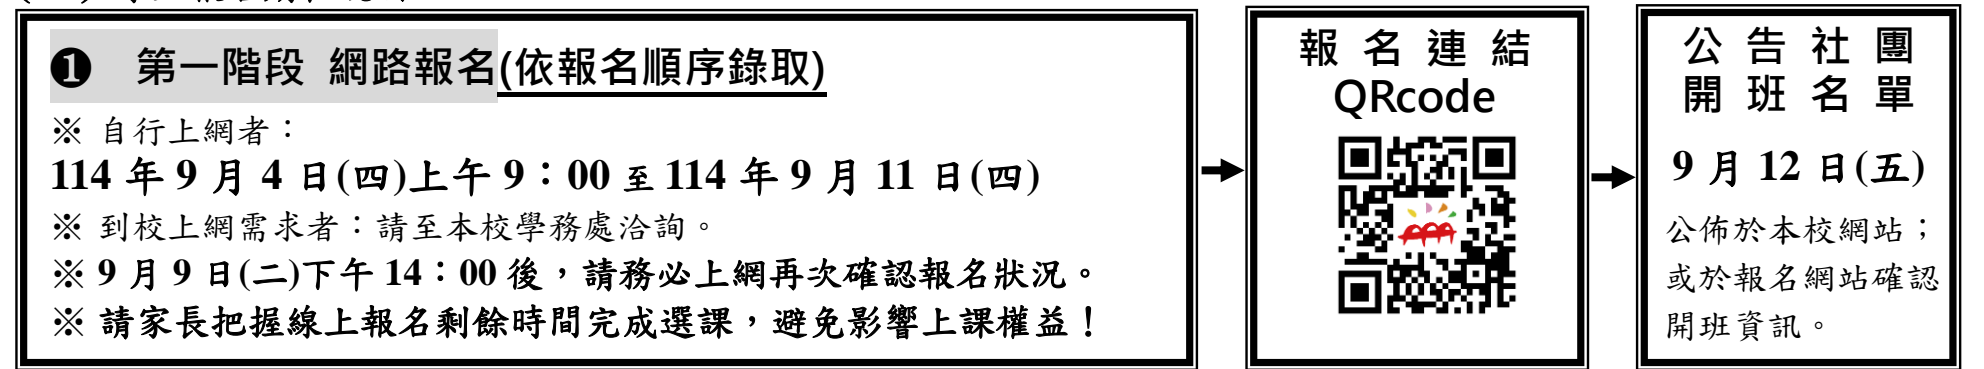 ❶ 第一階段 網路報名(依報名順序錄取)
※ 自行上網者：
114 年 9 月 4 日(四)上午 9：00 至 114 年 9 月 11 日(四)
※ 到校上網需求者：請至本校學務處洽詢。
※ 9 月 9 日(二)下午 14：00 後，請務必上網再次確認報名狀況。
※ 請家長把握線上報名剩餘時間完成選課，避免影響上課權益！
報名連結
QRcode
公告社團
開班名單
9 月 12 日(五)
公佈於本校網站；
或於報名網站確認
開班資訊。